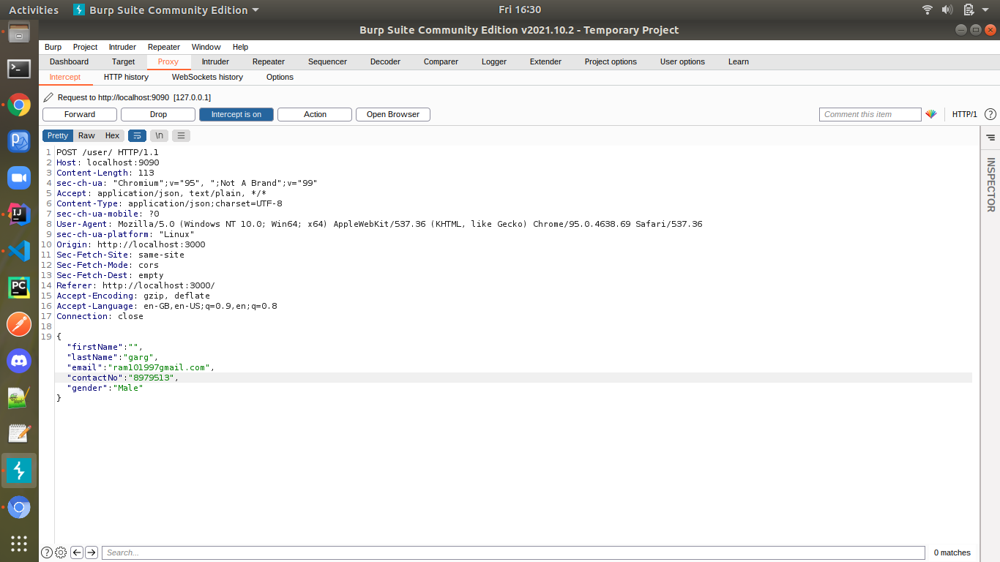 Activities Burp Suite Community Edition Fri 16:30
Burp Suite Community Edition v2021.10.2 - Temporary Project
Burp Project Intruder Repeater Window Help
Dashboard Target Proxy Intruder Repeater Sequencer Decoder Comparer Logger Extender Project options User options Learn
Intercept HTTP history WebSockets history Options
Request to http://localhost:9090 [127.0.0.1]
Forward Drop Intercept is on Action Open Browser Comment this item HTTP/1 ?
Pretty Raw Hex \n
INSPECTOR
1 POST /user/ HTTP/1.1
2 Host: localhost:9090
3 Content-Length: 113
4 sec-ch-ua: "Chromium";v="95", ";Not A Brand";v="99"
5 Accept: application/json, text/plain, */*
6 Content-Type: application/json;charset=UTF-8
7 sec-ch-ua-mobile: ?0
8 User-Agent: Mozilla/5.0 (Windows NT 10.0; Win64; x64) AppleWebKit/537.36 (KHTML, like Gecko) Chrome/95.0.4638.69 Safari/537.36
9 sec-ch-ua-platform: "Linux"
10 Origin: http://localhost:3000
11 Sec-Fetch-Site: same-site
12 Sec-Fetch-Mode: cors
13 Sec-Fetch-Dest: empty
14 Referer: http://localhost:3000/
15 Accept-Encoding: gzip, deflate
16 Accept-Language: en-GB,en-US;q=0.9,en;q=0.8
17 Connection: close
18
19 {
"firstName":"",
"lastName":"garg",
"email":"ram101997gmail.com",
"contactNo":"8979513",
"gender":"Male"
}
? Search... 0 matches